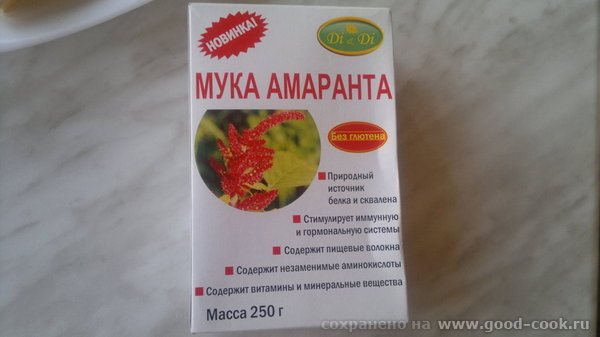 НОВИНКА!
Di & Di
МУКА АМАРАНТА
Без глютена
Природный
источник
белка и сквалена
Стимулирует иммунную
и гормональную системы
Содержит пищевые волокна
Содержит незаменимые аминокислоты
Содержит витамины и минеральные вещества
Масса 250 г
сохранено на www.good-cook.ru